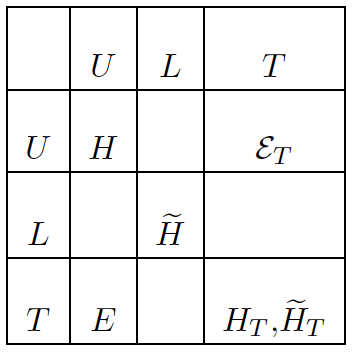 U L T
U H ℰ_T
L H̃
T E H_T,H̃_T